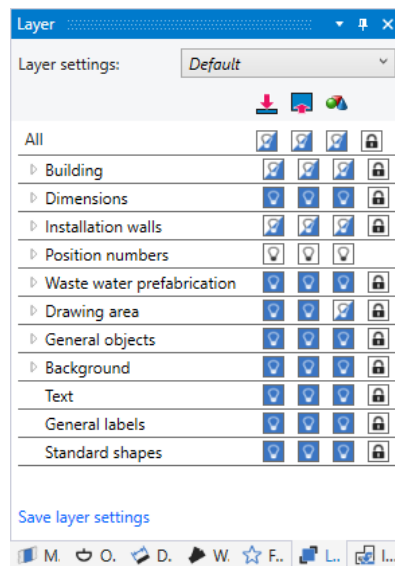 Layer
Layer settings: Default
All
Building
Dimensions
Installation walls
Position numbers
Waste water prefabrication
Drawing area
General objects
Background
Text
General labels
Standard shapes
Save layer settings
M. O. D. W. F.. L.. I...